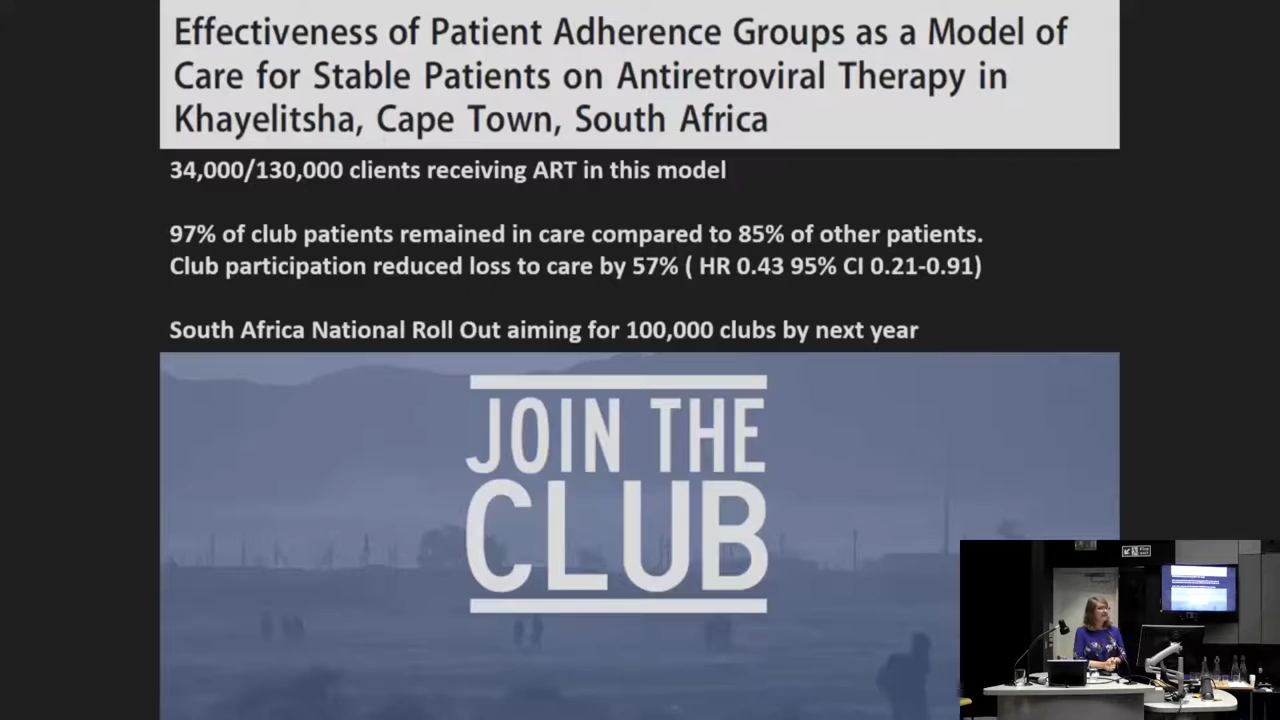 Effectiveness of Patient Adherence Groups as a Model of
Care for Stable Patients on Antiretroviral Therapy in
Khayelitsha, Cape Town, South Africa
34,000/130,000 clients receiving ART in this model
97% of club patients remained in care compared to 85% of other patients.
Club participation reduced loss to care by 57% ( HR 0.43 95% CI 0.21-0.91)
South Africa National Roll Out aiming for 100,000 clubs by next year
JOIN THE
CLUB